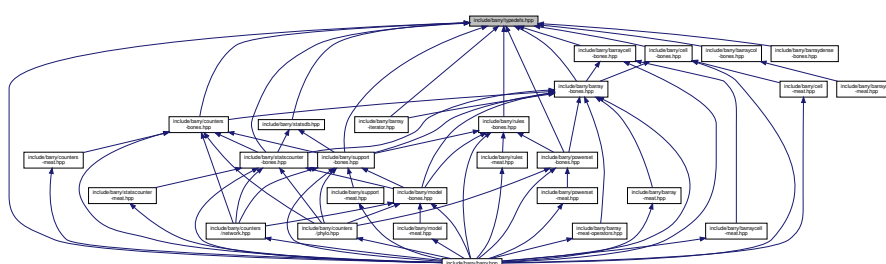 include/barry/typedefs.hpp
include/barry/barraycell
-bones.hpp
include/barry/cell
-bones.hpp
include/barry/barraycol
-bones.hpp
include/barry/barraydense
-bones.hpp
include/barry/barray
-bones.hpp
include/barry/cell
-meat.hpp
include/barry/counters
-bones.hpp
include/barry/statsdb.hpp
include/barry/barray
-iterator.hpp
include/barry/rules
-bones.hpp
include/barry/counters
-meat.hpp
include/barry/statscounter
-bones.hpp
include/barry/support
-bones.hpp
include/barry/rules
-meat.hpp
include/barry/powerset
-bones.hpp
include/barry/statscounter
-meat.hpp
include/barry/support
-meat.hpp
include/barry/model
-bones.hpp
include/barry/powerset
-meat.hpp
include/barry/barray
-meat.hpp
include/barry/counters
/network.hpp
include/barry/counters
/phylo.hpp
include/barry/model
-meat.hpp
include/barry/barray
-meat-operators.hpp
include/barry/barraycell
-meat.hpp
include/barry/barry.hpp